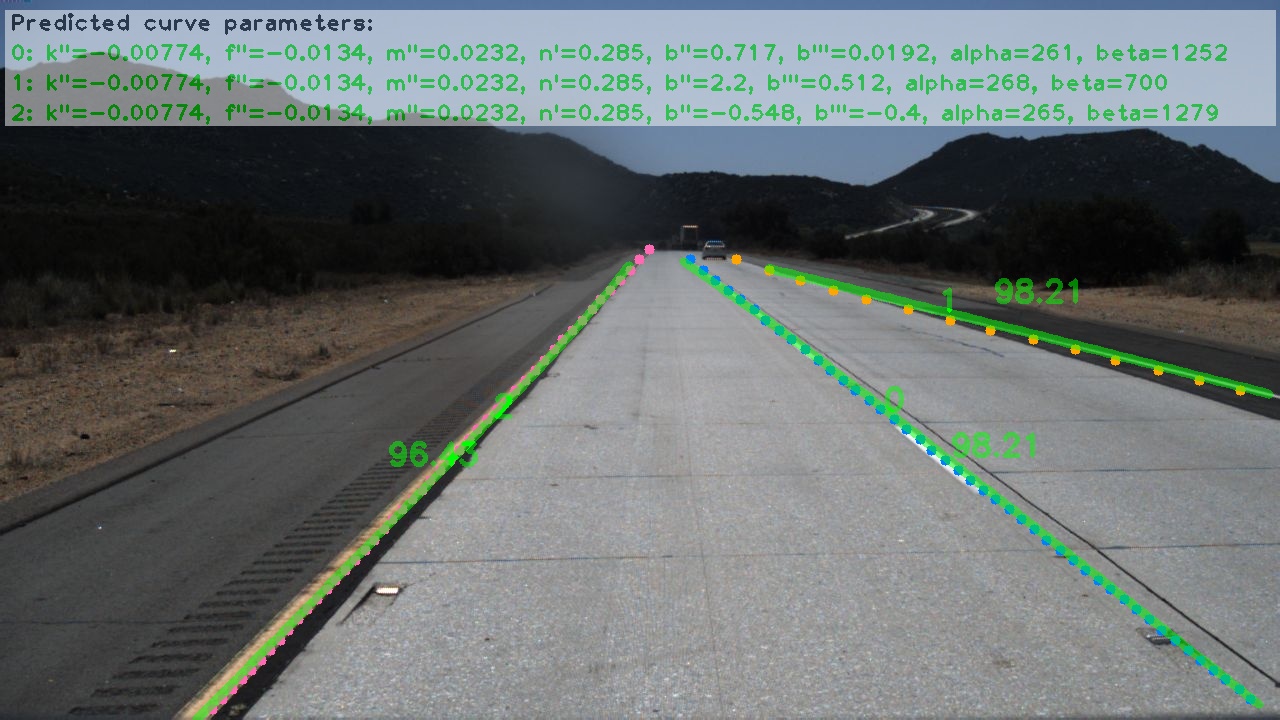 Predicted curve parameters:
0: k''=-0.00774, f''=-0.0134, m''=0.0232, n'=0.285, b''=0.717, b'''=0.0192, alpha=261, beta=1252
1: k''=-0.00774, f''=-0.0134, m''=0.0232, n'=0.285, b''=2.2, b'''=0.512, alpha=268, beta=700
2: k''=-0.00774, f''=-0.0134, m''=0.0232, n'=0.285, b''=-0.548, b'''=-0.4, alpha=265, beta=1279
1 98.21
0
98.21